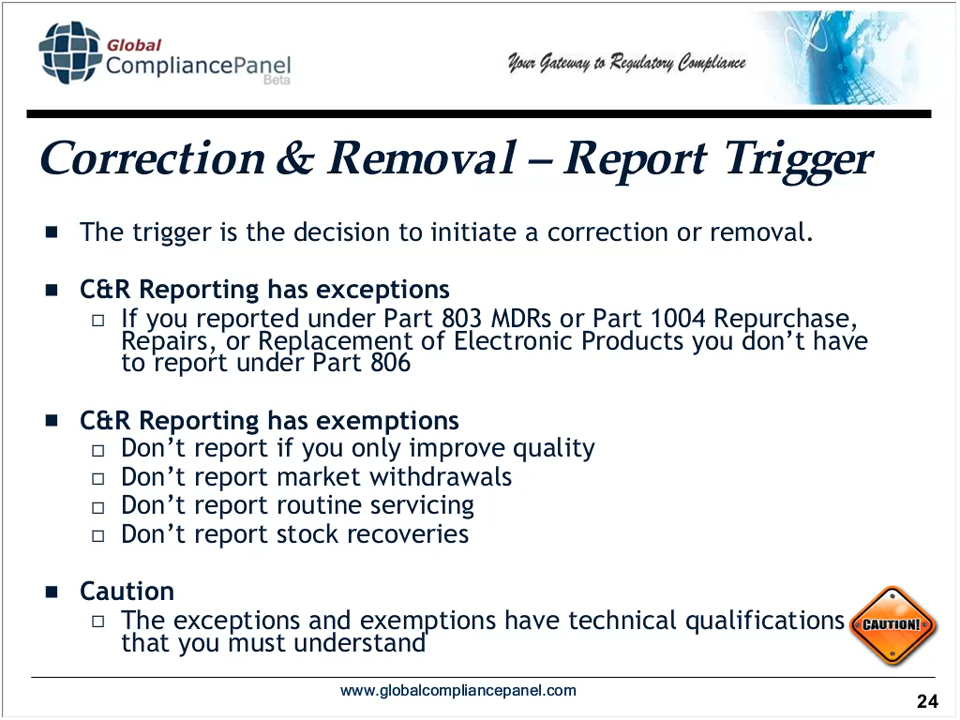 Global
CompliancePanel
Beta
Your Gateway to Regulatory Compliance
Correction & Removal – Report Trigger
The trigger is the decision to initiate a correction or removal.
C&R Reporting has exceptions
If you reported under Part 803 MDRs or Part 1004 Repurchase,
Repairs, or Replacement of Electronic Products you don’t have
to report under Part 806
C&R Reporting has exemptions
Don’t report if you only improve quality
Don’t report market withdrawals
Don’t report routine servicing
Don’t report stock recoveries
Caution
The exceptions and exemptions have technical qualifications
that you must understand
CAUTION!
www.globalcompliancepanel.com
24